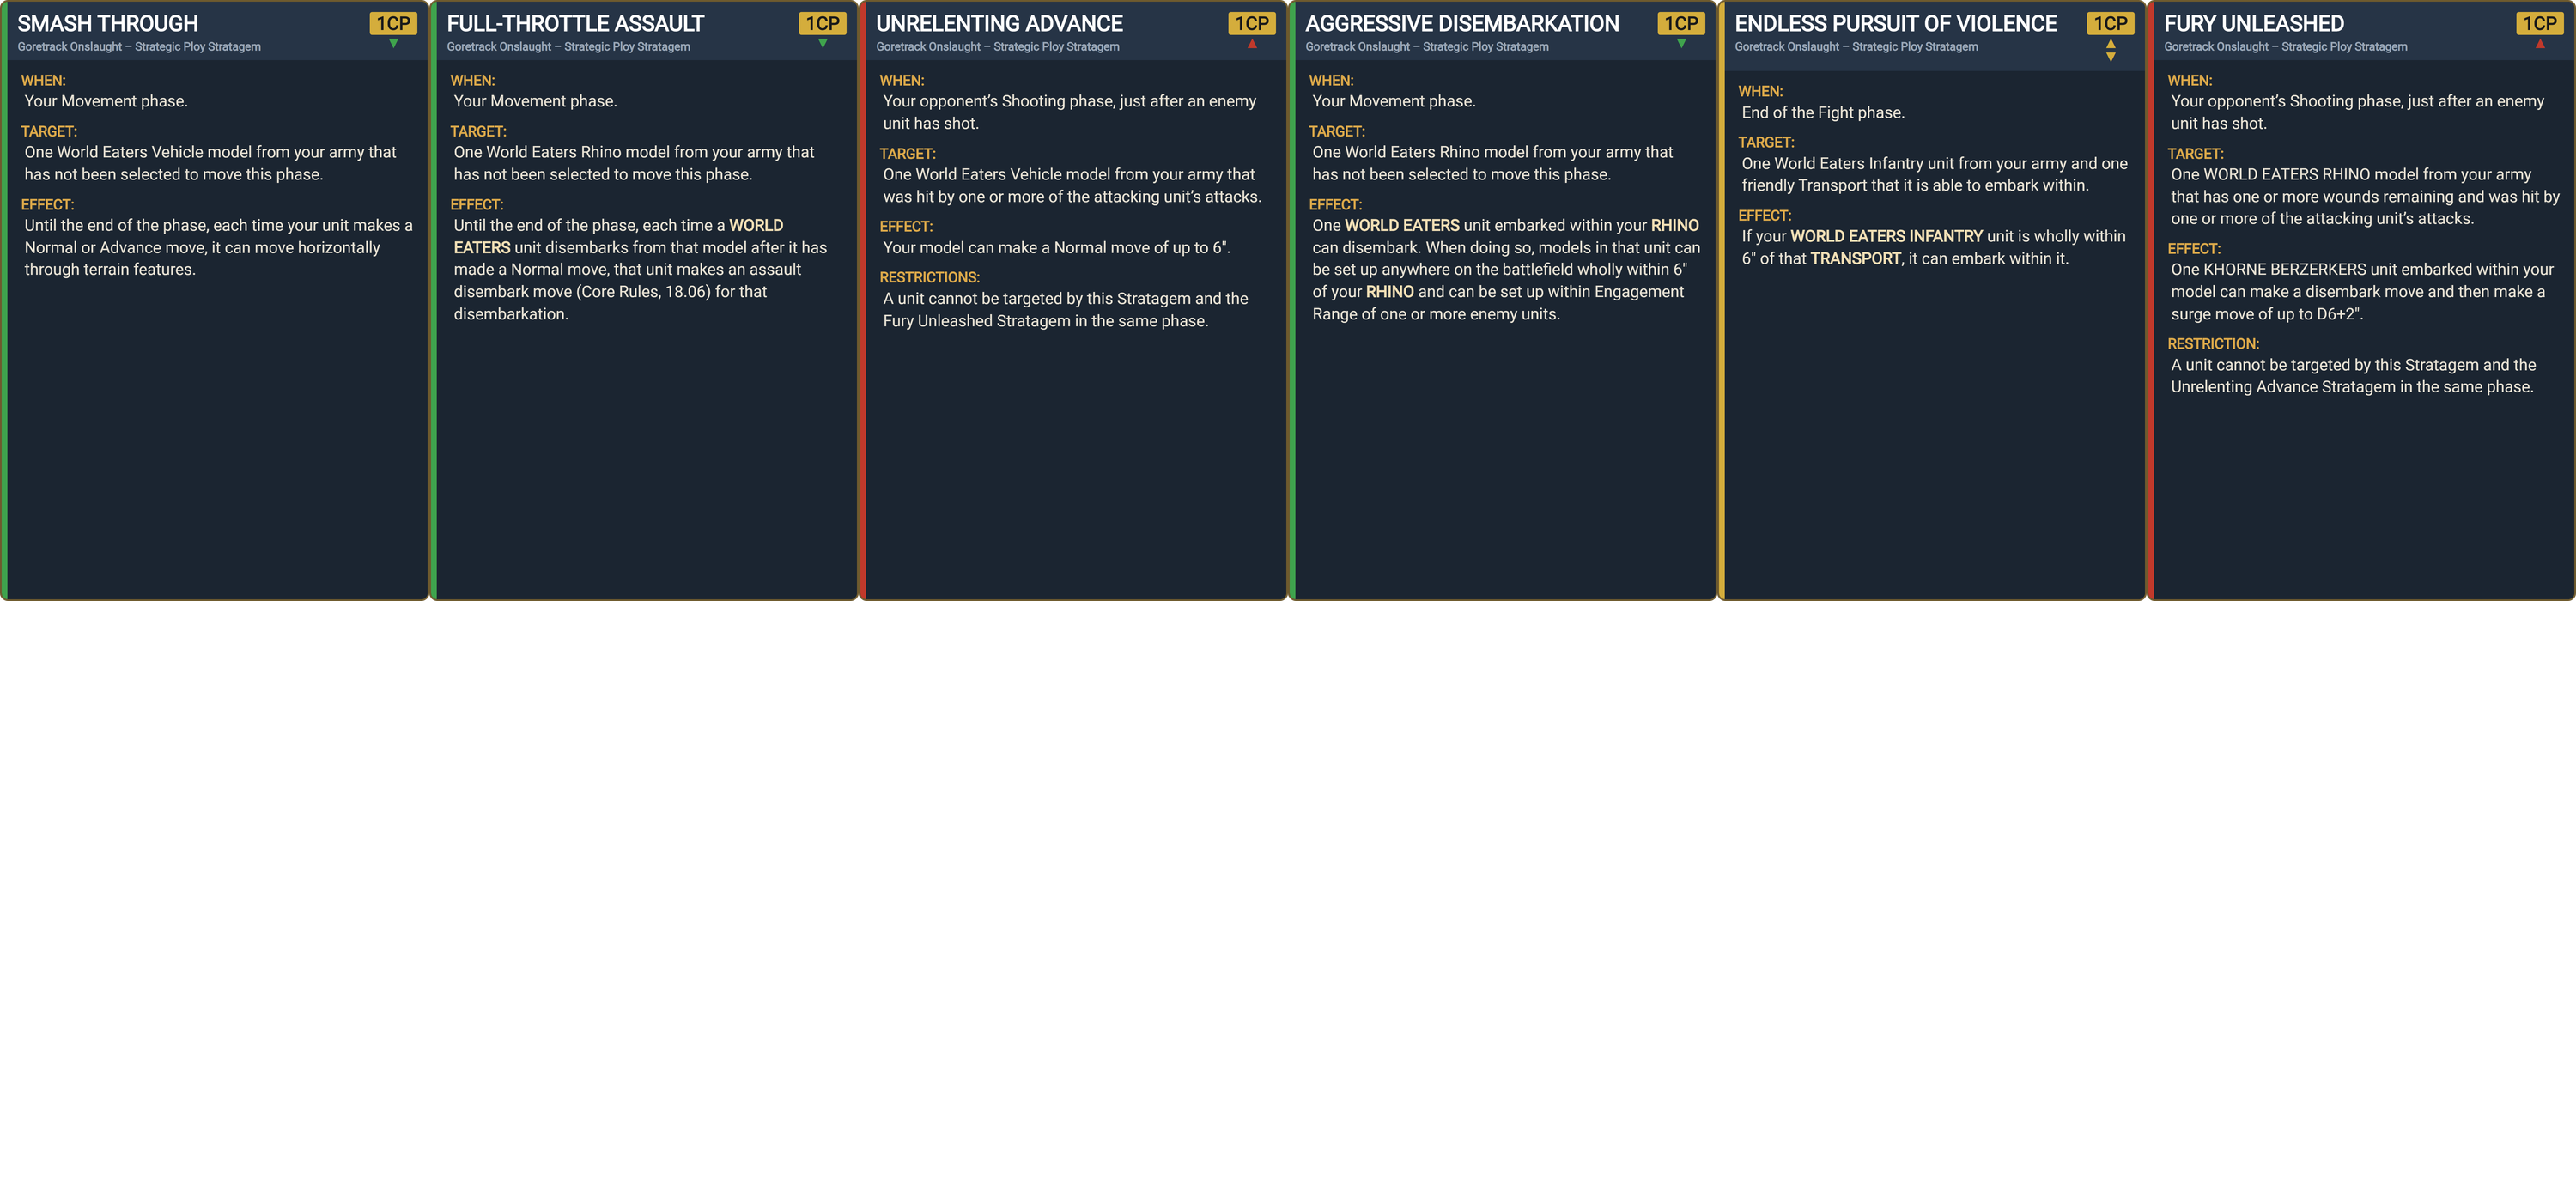 SMASH THROUGH
1CP
Goretrack Onslaught – Strategic Ploy Stratagem
▼
WHEN:
Your Movement phase.
TARGET:
One World Eaters Vehicle model from your army that
has not been selected to move this phase.
EFFECT:
Until the end of the phase, each time your unit makes a
Normal or Advance move, it can move horizontally
through terrain features.
FULL-THROTTLE ASSAULT
1CP
Goretrack Onslaught – Strategic Ploy Stratagem
▼
WHEN:
Your Movement phase.
TARGET:
One World Eaters Rhino model from your army that
has not been selected to move this phase.
EFFECT:
Until the end of the phase, each time a WORLD
EATERS unit disembarks from that model after it has
made a Normal move, that unit makes an assault
disembark move (Core Rules, 18.06) for that
disembarkation.
UNRELENTING ADVANCE
1CP
Goretrack Onslaught – Strategic Ploy Stratagem
▲
WHEN:
Your opponent’s Shooting phase, just after an enemy
unit has shot.
TARGET:
One World Eaters Vehicle model from your army that
was hit by one or more of the attacking unit’s attacks.
EFFECT:
Your model can make a Normal move of up to 6".
RESTRICTIONS:
A unit cannot be targeted by this Stratagem and the
Fury Unleashed Stratagem in the same phase.
AGGRESSIVE DISEMBARKATION
1CP
Goretrack Onslaught – Strategic Ploy Stratagem
▼
WHEN:
Your Movement phase.
TARGET:
One World Eaters Rhino model from your army that
has not been selected to move this phase.
EFFECT:
One WORLD EATERS unit embarked within your RHINO
can disembark. When doing so, models in that unit can
be set up anywhere on the battlefield wholly within 6"
of your RHINO and can be set up within Engagement
Range of one or more enemy units.
ENDLESS PURSUIT OF VIOLENCE
1CP
Goretrack Onslaught – Strategic Ploy Stratagem
▲
▼
WHEN:
End of the Fight phase.
TARGET:
One World Eaters Infantry unit from your army and one
friendly Transport that it is able to embark within.
EFFECT:
If your WORLD EATERS INFANTRY unit is wholly within
6" of that TRANSPORT, it can embark within it.
FURY UNLEASHED
1CP
Goretrack Onslaught – Strategic Ploy Stratagem
▲
WHEN:
Your opponent’s Shooting phase, just after an enemy
unit has shot.
TARGET:
One WORLD EATERS RHINO model from your army
that has one or more wounds remaining and was hit by
one or more of the attacking unit’s attacks.
EFFECT:
One KHORNE BERZERKERS unit embarked within your
model can make a disembark move and then make a
surge move of up to D6+2".
RESTRICTION:
A unit cannot be targeted by this Stratagem and the
Unrelenting Advance Stratagem in the same phase.